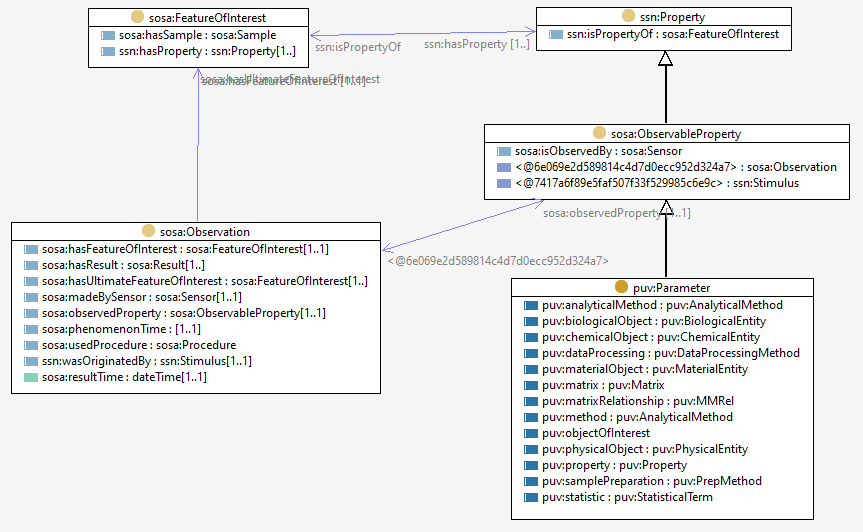 sosa:FeatureOfInterest
sosa:hasSample : sosa:Sample
ssn:hasProperty : ssn:Property[1..]
ssn:Property
ssn:isPropertyOf : sosa:FeatureOfInterest
ssn:isPropertyOf
ssn:hasProperty [1..]
sosa:hasUltimateFeatureOfInterest
sosa:hasFeatureOfInterest [1..1]
sosa:ObservableProperty
sosa:isObservedBy : sosa:Sensor
<@6e069e2d589814c4d7d0ecc952d324a7> : sosa:Observation
<@7417a6f89e5faf507f33f529985c6e9c> : ssn:Stimulus
sosa:observedProperty [1..1]
<@6e069e2d589814c4d7d0ecc952d324a7>
sosa:Observation
sosa:hasFeatureOfInterest : sosa:FeatureOfInterest[1..1]
sosa:hasResult : sosa:Result[1..]
sosa:hasUltimateFeatureOfInterest : sosa:FeatureOfInterest[1..]
sosa:madeBySensor : sosa:Sensor[1..1]
sosa:observedProperty : sosa:ObservableProperty[1..1]
sosa:phenomenonTime : [1..1]
sosa:usedProcedure : sosa:Procedure
ssn:wasOriginatedBy : ssn:Stimulus[1..1]
sosa:resultTime : dateTime[1..1]
puv:Parameter
puv:analyticalMethod : puv:AnalyticalMethod
puv:biologicalObject : puv:BiologicalEntity
puv:chemicalObject : puv:ChemicalEntity
puv:dataProcessing : puv:DataProcessingMethod
puv:materialObject : puv:MaterialEntity
puv:matrix : puv:Matrix
puv:matrixRelationship : puv:MMRel
puv:method : puv:AnalyticalMethod
puv:objectOfInterest
puv:physicalObject : puv:PhysicalEntity
puv:property : puv:Property
puv:samplePreparation : puv:PrepMethod
puv:statistic : puv:StatisticalTerm